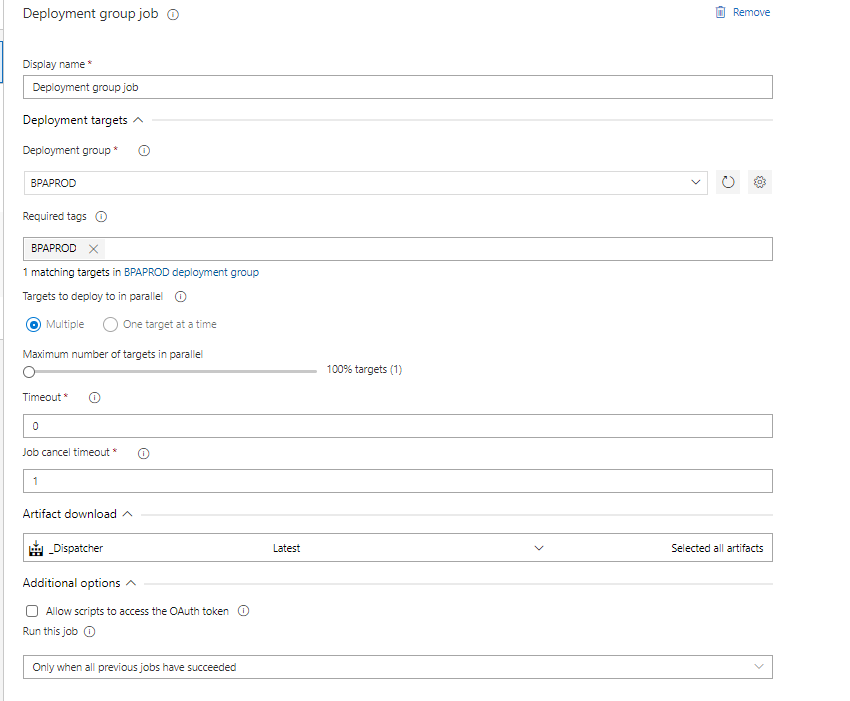 Deployment group job
Remove
Display name *
Deployment group job
Deployment targets
Deployment group *
BPAPROD
Required tags
BPAPROD
1 matching targets in BPAPROD deployment group
Targets to deploy to in parallel
Multiple One target at a time
Maximum number of targets in parallel
100% targets (1)
Timeout *
0
Job cancel timeout *
1
Artifact download
_Dispatcher Latest Selected all artifacts
Additional options
Allow scripts to access the OAuth token
Run this job
Only when all previous jobs have succeeded